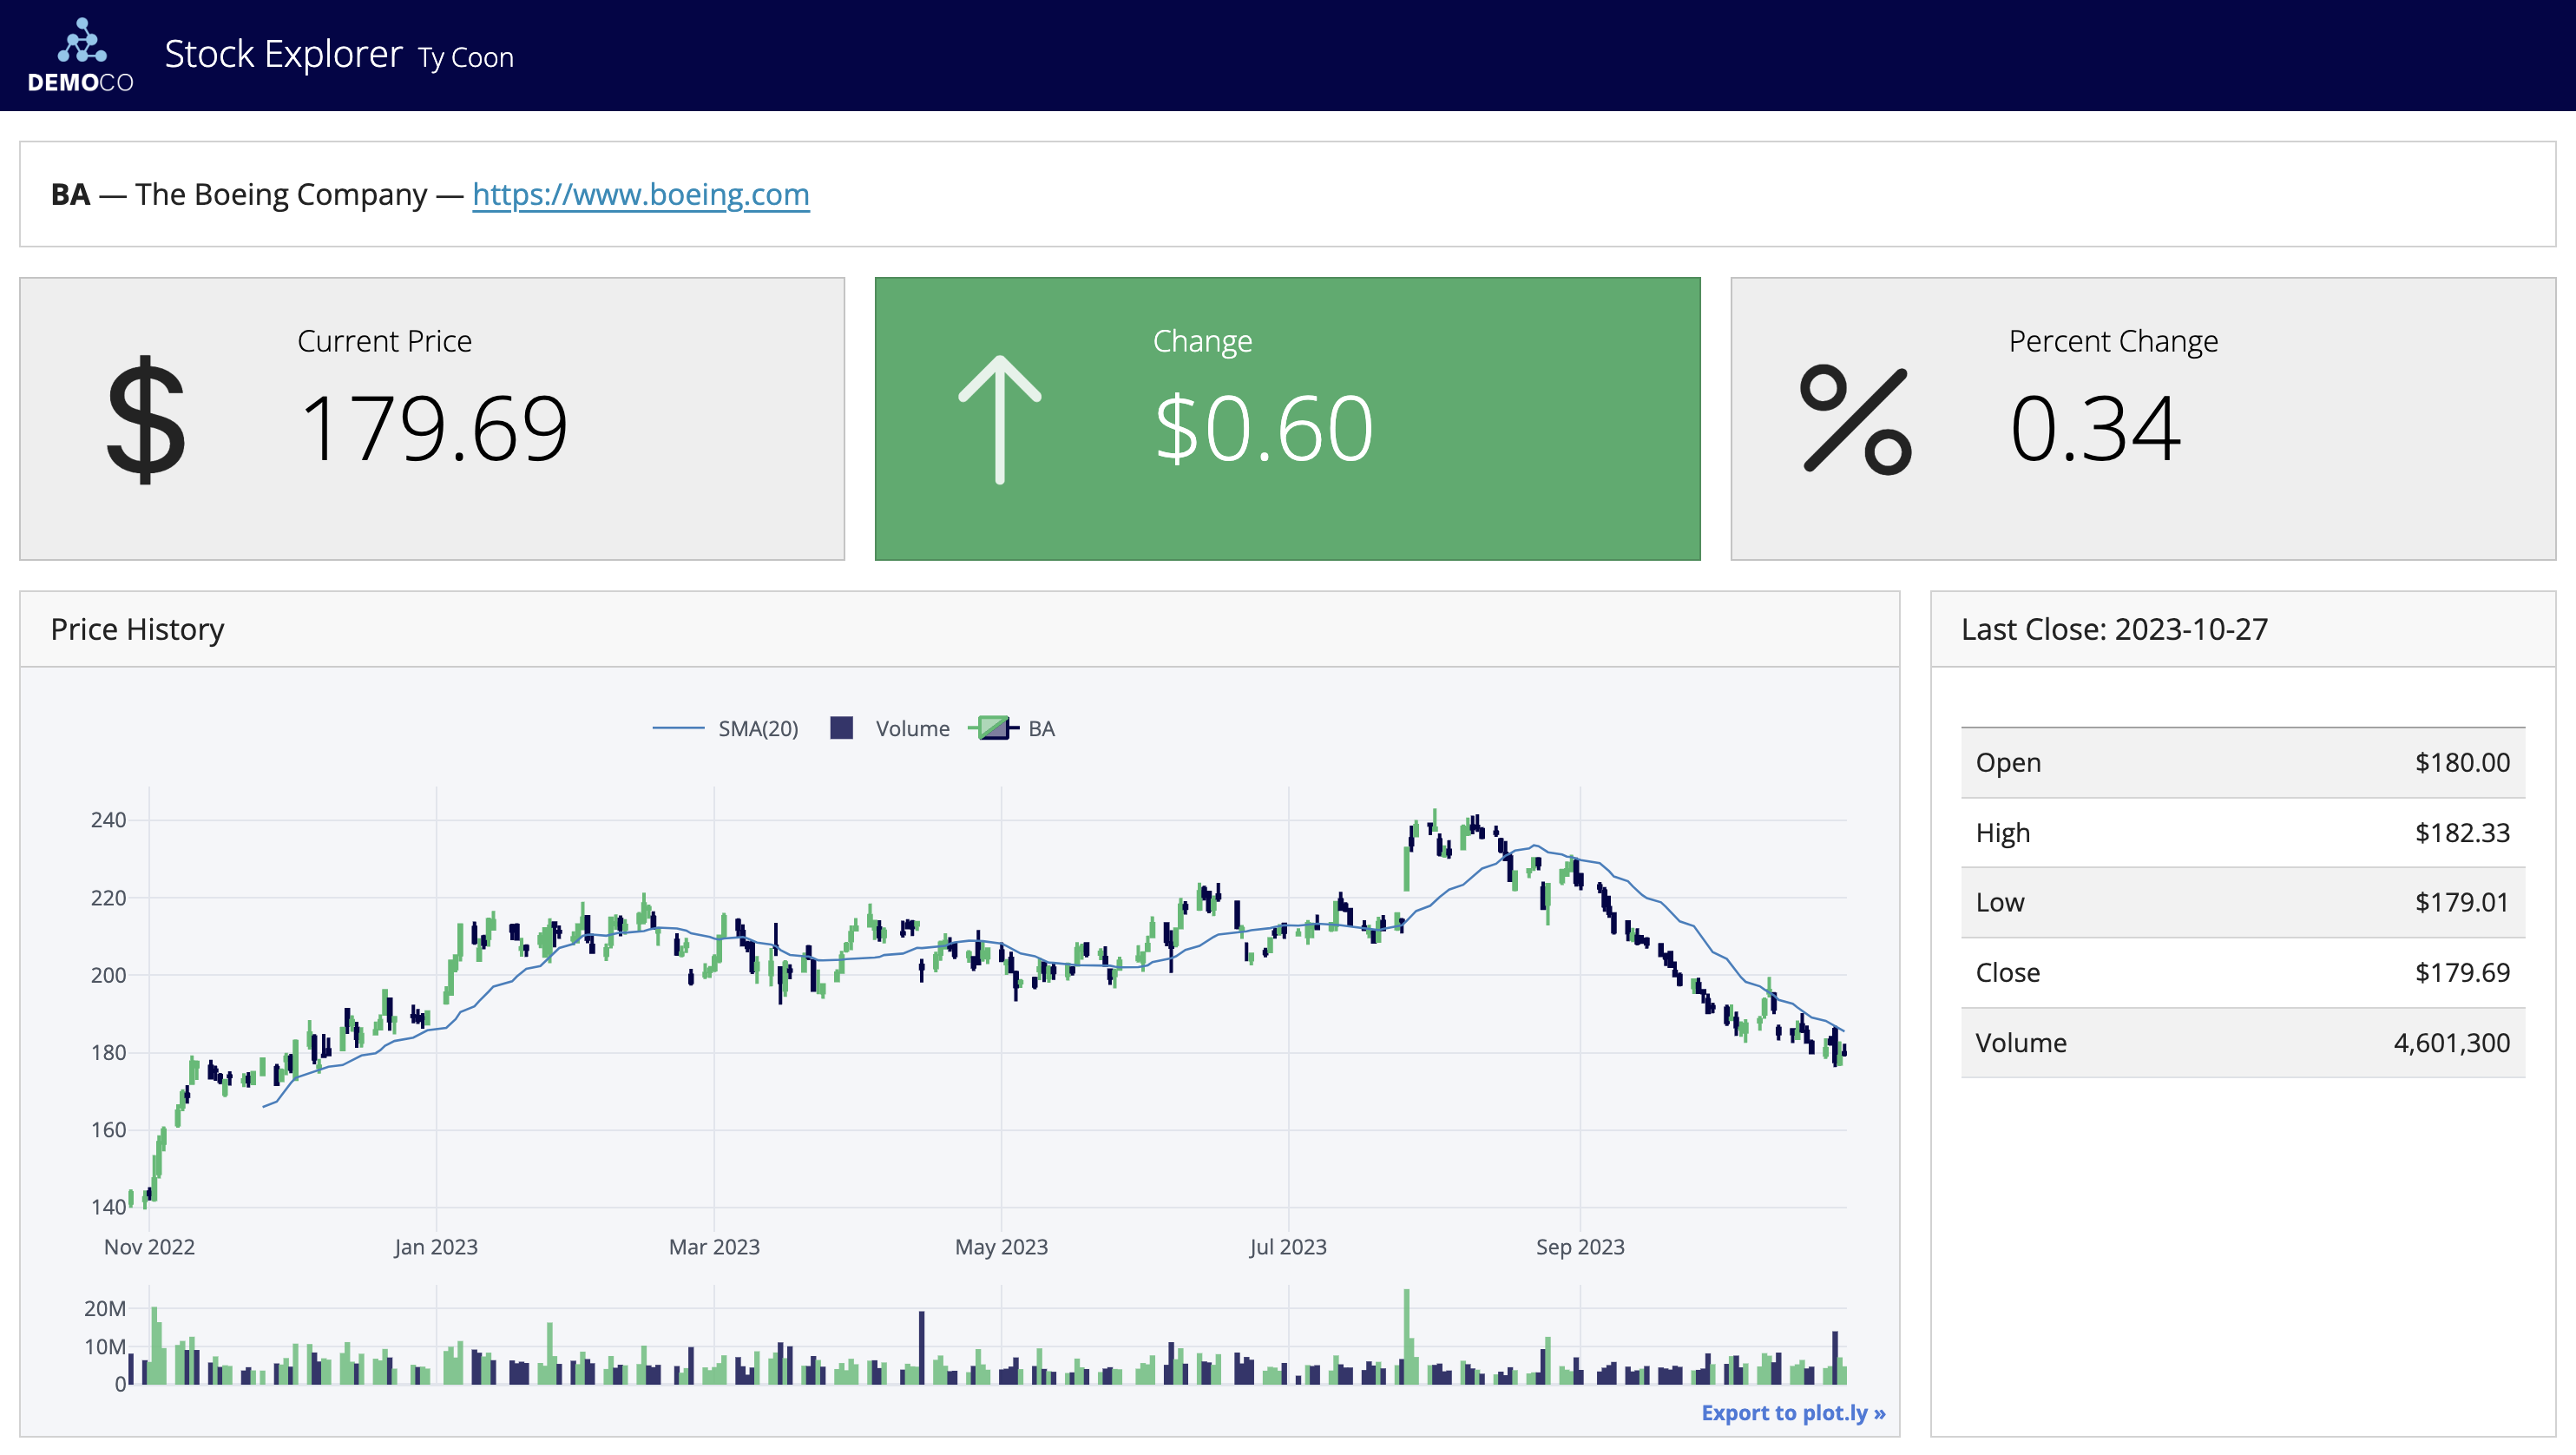 DEMOCO
Stock Explorer Ty Coon
BA — The Boeing Company — https://www.boeing.com
$
Current Price
179.69
Change
$0.60
%
Percent Change
0.34
Price History
SMA(20)
Volume
BA
240
220
200
180
160
140
Nov 2022
Jan 2023
Mar 2023
May 2023
Jul 2023
Sep 2023
20M
10M
0
Export to plot.ly »
Last Close: 2023-10-27
Open $180.00
High $182.33
Low $179.01
Close $179.69
Volume 4,601,300